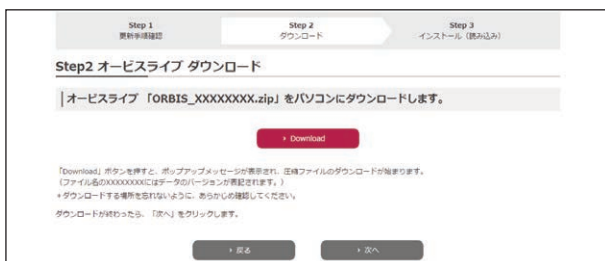 Step 1
更新手順確認
Step 2
ダウンロード
Step 3
インストール（読み込み）
Step2 オービスライブ ダウンロード
オービスライブ 「ORBIS_XXXXXXXX.zip」をパソコンにダウンロードします。
› Download
「Download」ボタンを押すと、ポップアップメッセージが表示され、圧縮ファイルのダウンロードが始まります。
（ファイル名のXXXXXXXXにはデータのバージョンが表記されます。）
+ダウンロードする場所を忘れないように、あらかじめ確認してください。
ダウンロードが終わったら、「次へ」をクリックします。
› 戻る
› 次へ